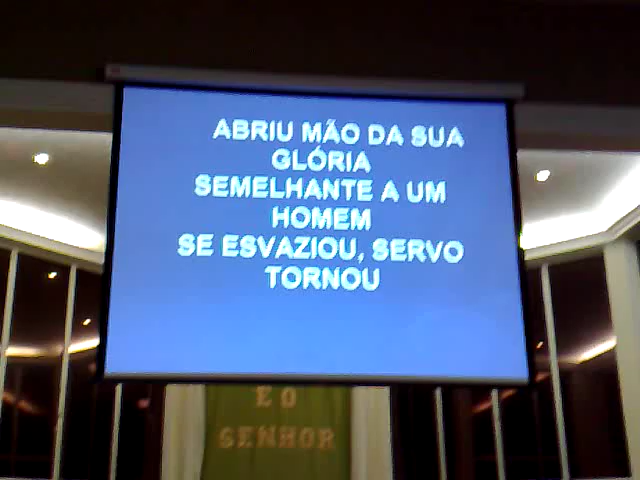 ABRIU MÃO DA SUA
GLÓRIA
SEMELHANTE A UM
HOMEM
SE ESVAZIOU, SERVO
TORNOU
E O
SENHOR